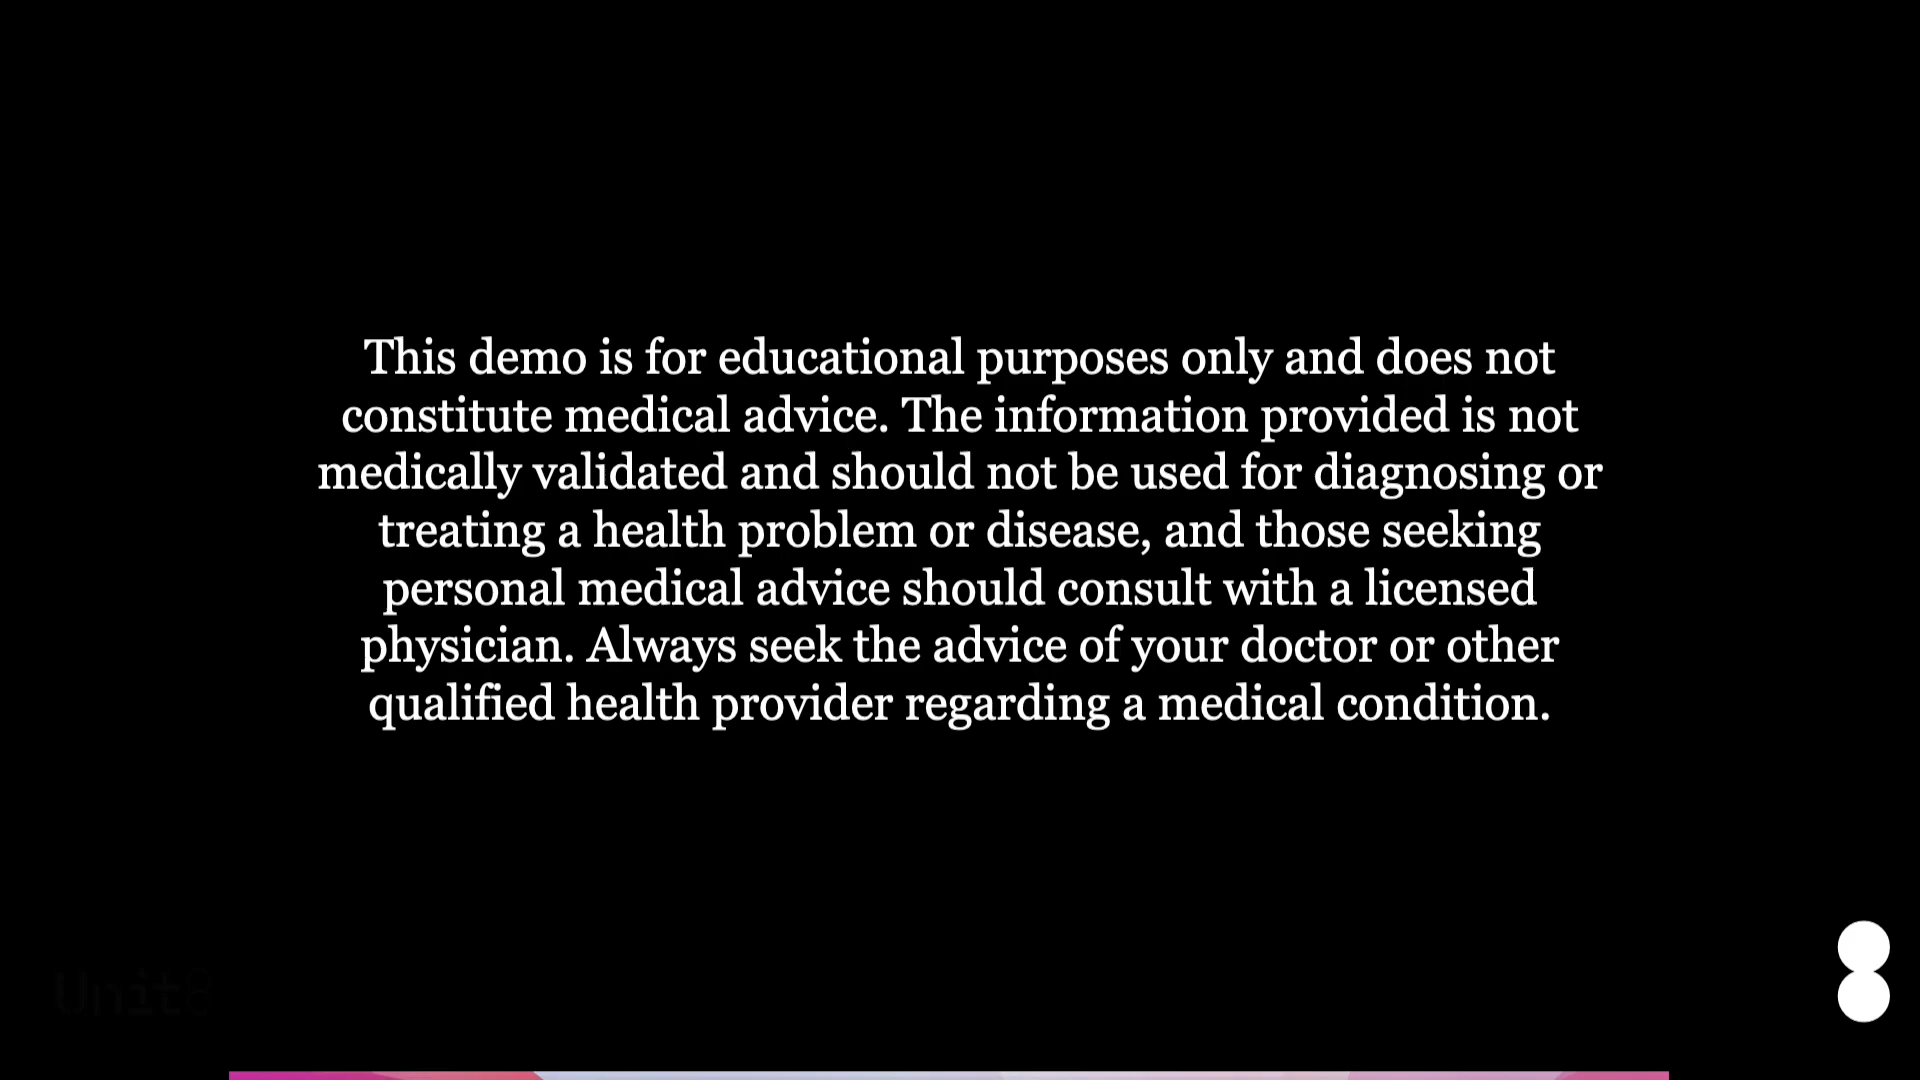 This demo is for educational purposes only and does not
constitute medical advice. The information provided is not
medically validated and should not be used for diagnosing or
treating a health problem or disease, and those seeking
personal medical advice should consult with a licensed
physician. Always seek the advice of your doctor or other
qualified health provider regarding a medical condition.
Unit8